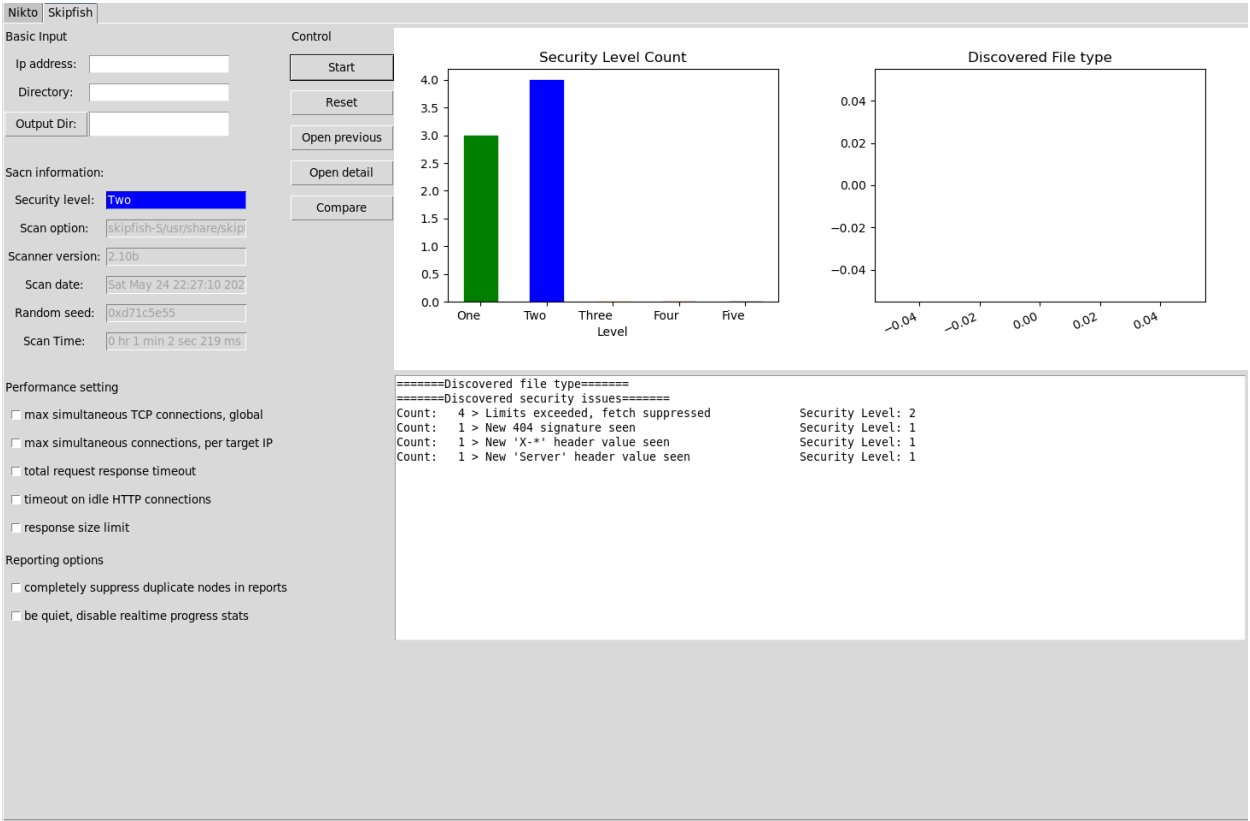 Nikto Skipfish
Basic Input
Ip address:
Directory:
Output Dir:
Sacn information:
Security level: Two
Scan option: skipfish-S/usr/share/skip
Scanner version: 2.10b
Scan date: Sat May 24 22:27:10 202
Random seed: 0xd71c5e55
Scan Time: 0 hr 1 min 2 sec 219 ms
Performance setting
max simultaneous TCP connections, global
max simultaneous connections, per target IP
total request response timeout
timeout on idle HTTP connections
response size limit
Reporting options
completely suppress duplicate nodes in reports
be quiet, disable realtime progress stats
Control
Start
Reset
Open previous
Open detail
Compare
Security Level Count
4.0
3.5
3.0
2.5
2.0
1.5
1.0
0.5
0.0
One Two Three Four Five
Level
Discovered File type
0.04
0.02
0.00
−0.02
−0.04
−0.04 −0.02 0.00 0.02 0.04
=======Discovered file type=======
=======Discovered security issues=======
Count: 4 > Limits exceeded, fetch suppressed Security Level: 2
Count: 1 > New 404 signature seen Security Level: 1
Count: 1 > New 'X-*' header value seen Security Level: 1
Count: 1 > New 'Server' header value seen Security Level: 1